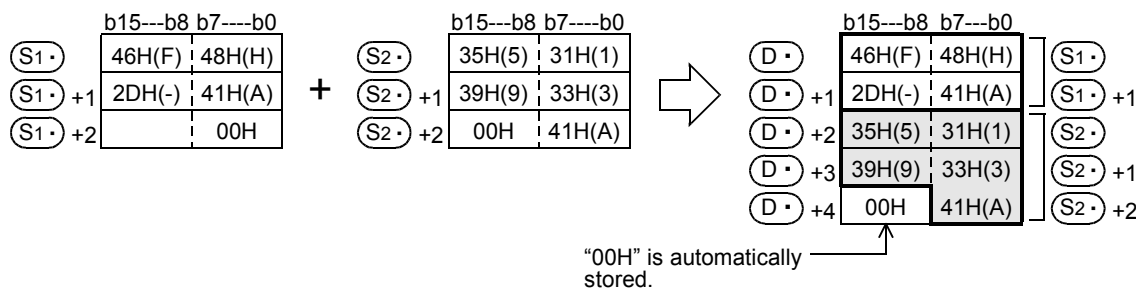 b15---b8 b7----b0 b15---b8 b7----b0 b15---b8 b7---b0
S1· 46H(F) 48H(H) S2· 35H(5) 31H(1) D· 46H(F) 48H(H) S1·
S1· +1 2DH(-) 41H(A) + S2· +1 39H(9) 33H(3) D· +1 2DH(-) 41H(A) S1· +1
S1· +2 00H S2· +2 00H 41H(A) D· +2 35H(5) 31H(1) S2·
D· +3 39H(9) 33H(3) S2· +1
D· +4 00H 41H(A) S2· +2
“00H” is automatically
stored.